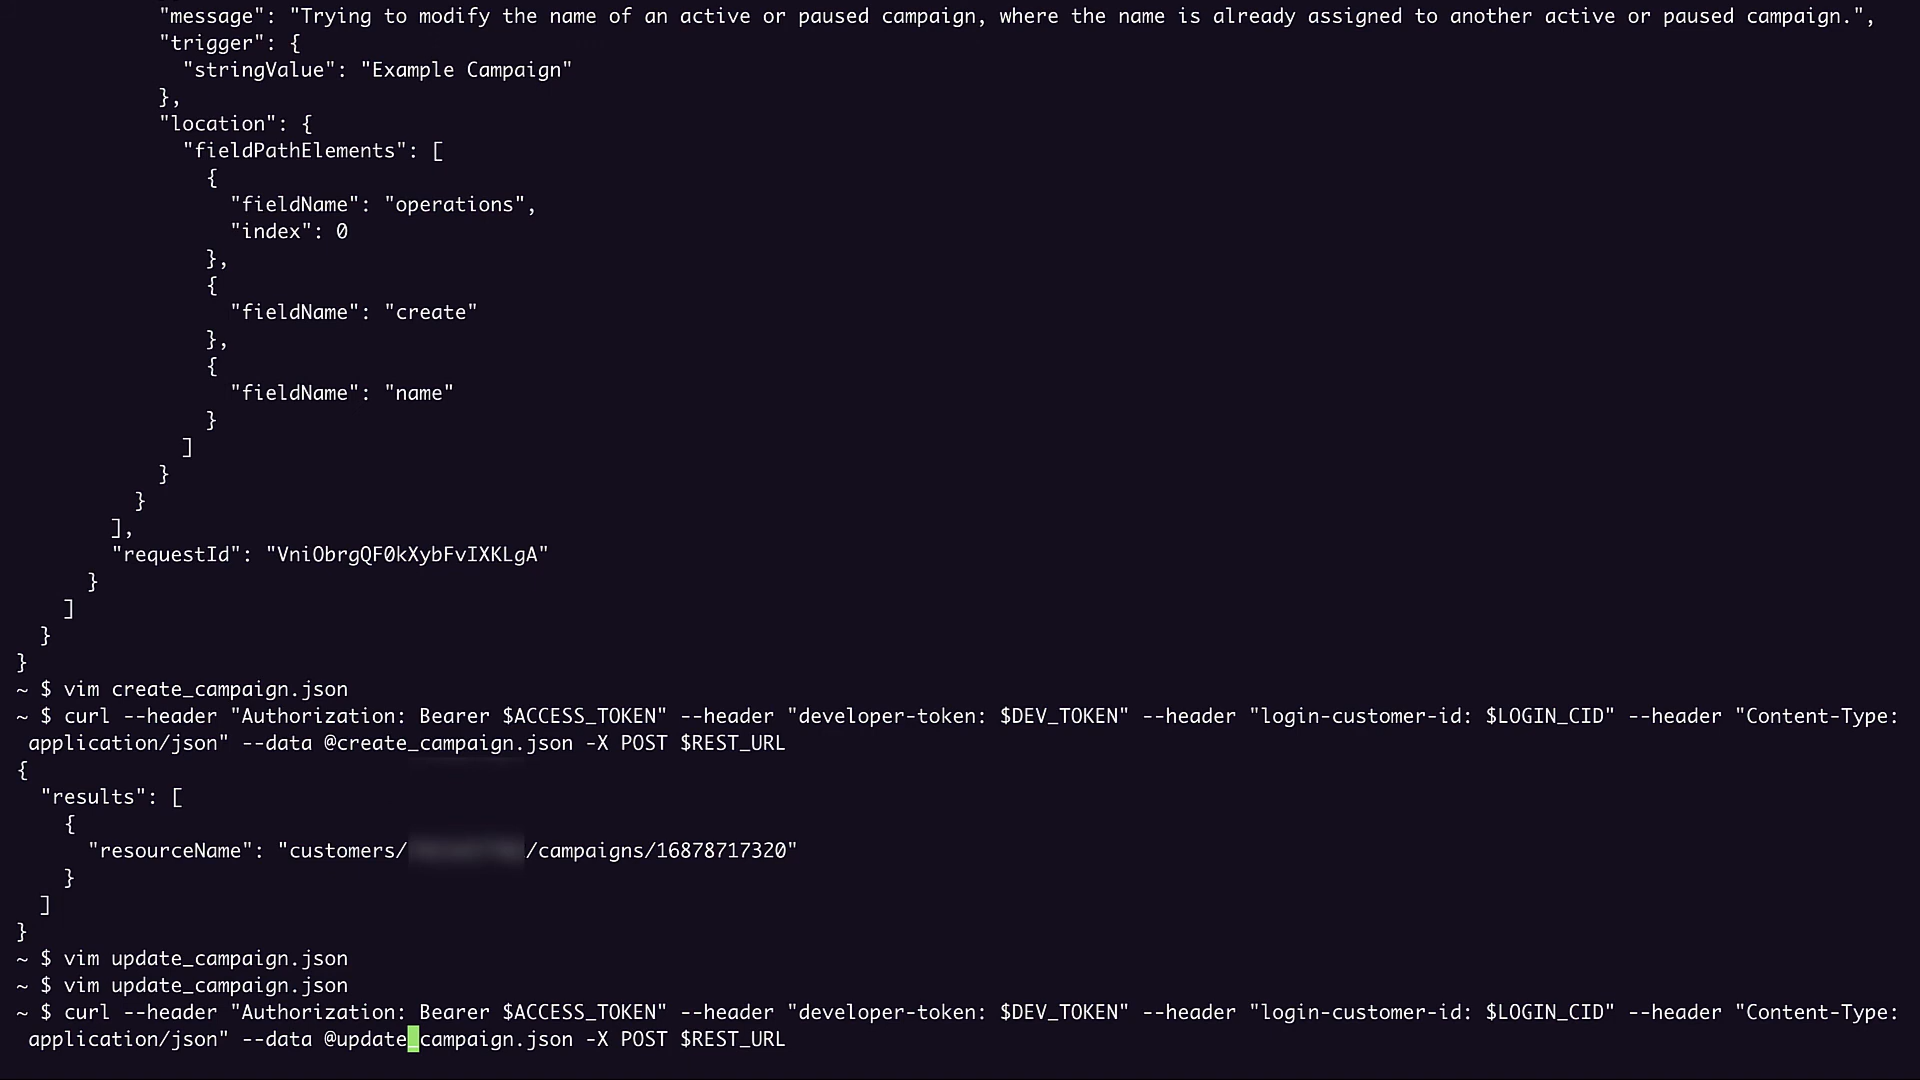 "message": "Trying to modify the name of an active or paused campaign, where the name is already assigned to another active or paused campaign.",
"trigger": {
"stringValue": "Example Campaign"
},
"location": {
"fieldPathElements": [
{
"fieldName": "operations",
"index": 0
},
{
"fieldName": "create"
},
{
"fieldName": "name"
}
]
}
}
],
"requestId": "VniObrgQF0kXybFvIXKLgA"
}
]
}
}
~ $ vim create_campaign.json
~ $ curl --header "Authorization: Bearer $ACCESS_TOKEN" --header "developer-token: $DEV_TOKEN" --header "login-customer-id: $LOGIN_CID" --header "Content-Type:
application/json" --data @create_campaign.json -X POST $REST_URL
{
"results": [
{
"resourceName": "customers/ /campaigns/16878717320"
}
]
}
~ $ vim update_campaign.json
~ $ vim update_campaign.json
~ $ curl --header "Authorization: Bearer $ACCESS_TOKEN" --header "developer-token: $DEV_TOKEN" --header "login-customer-id: $LOGIN_CID" --header "Content-Type:
application/json" --data @update_campaign.json -X POST $REST_URL